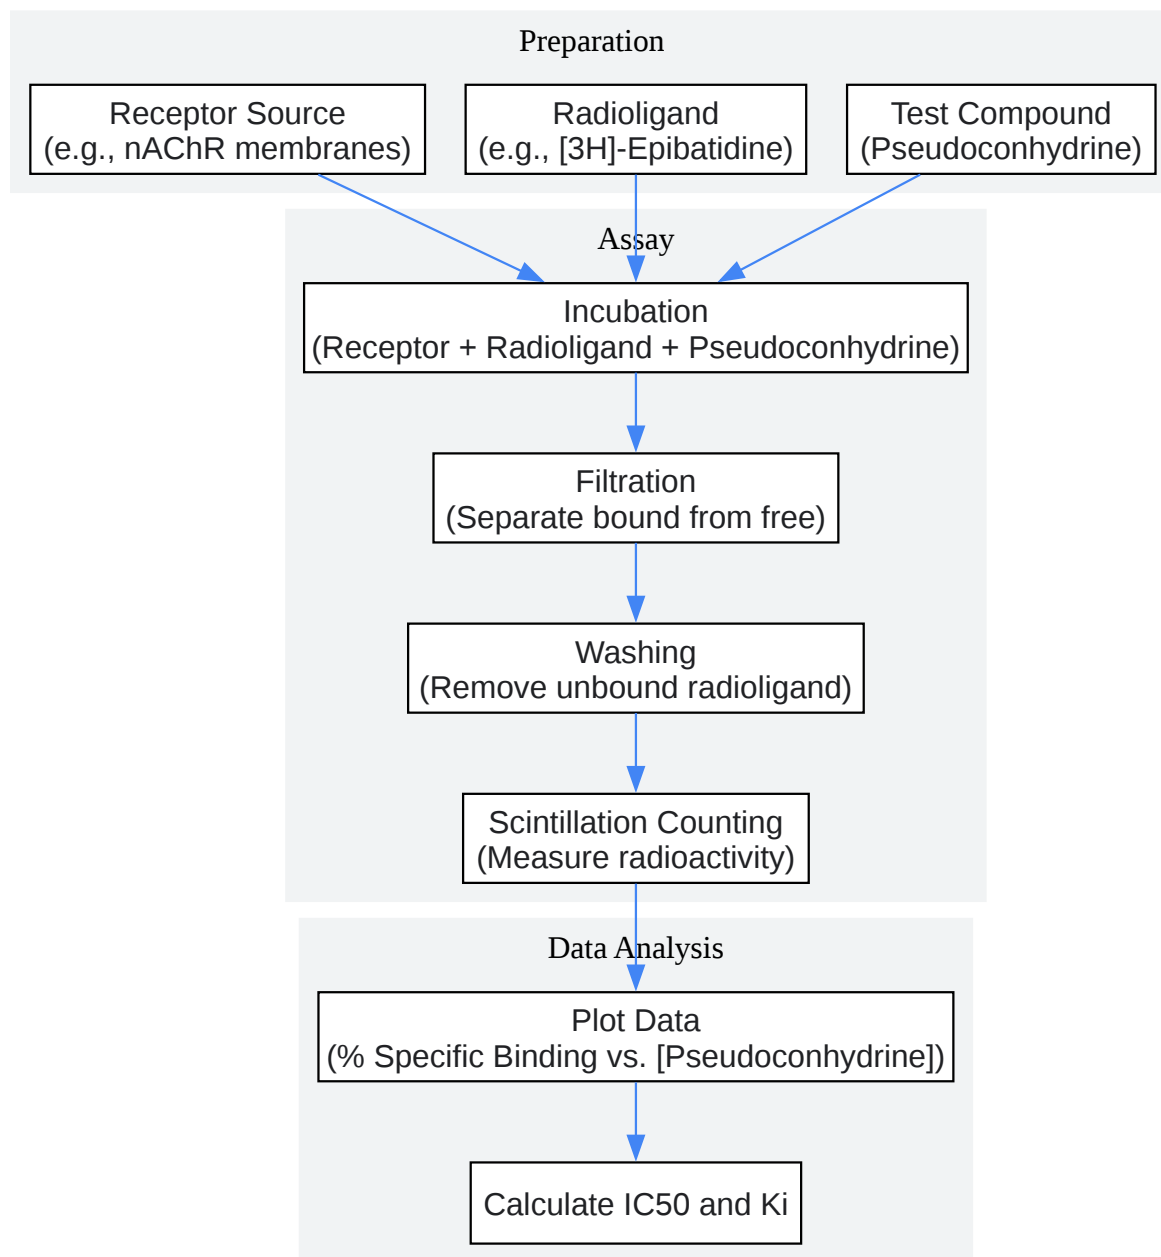 Preparation
Receptor Source
(e.g., nAChR membranes)
Radioligand
(e.g., [3H]-Epibatidine)
Test Compound
(Pseudoconhydrine)
Assay
Incubation
(Receptor + Radioligand + Pseudoconhydrine)
Filtration
(Separate bound from free)
Washing
(Remove unbound radioligand)
Scintillation Counting
(Measure radioactivity)
Data Analysis
Plot Data
(% Specific Binding vs. [Pseudoconhydrine])
Calculate IC50 and Ki